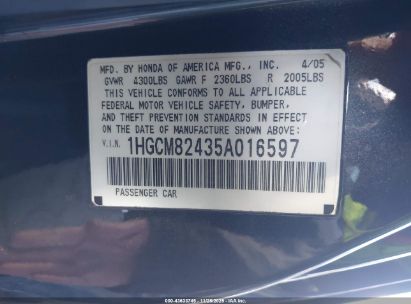 MFD. BY HONDA OF AMERICA MFG., INC. 4/05
GVWR 4300LBS GAWR F 2360LBS R 2005LBS
THIS VEHICLE CONFORMS TO ALL APPLICABLE
FEDERAL MOTOR VEHICLE SAFETY, BUMPER,
AND THEFT PREVENTION STANDARDS IN EFFECT
ON THE DATE OF MANUFACTURE SHOWN ABOVE.
V.I.N. 1HGCM82435A016597
PASSENGER CAR